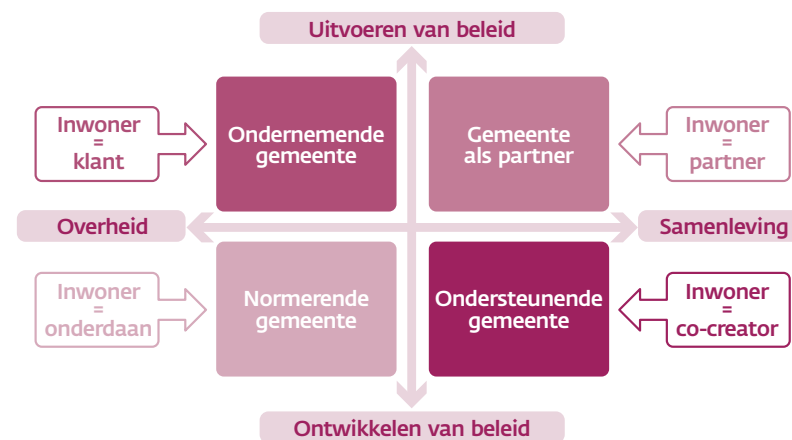 Uitvoeren van beleid
Inwoner
=
klant
Ondernemende
gemeente
Gemeente
als partner
Inwoner
=
partner
Overheid
Samenleving
Inwoner
=
onderdaan
Normerende
gemeente
Ondersteunende
gemeente
Inwoner
=
co-creator
Ontwikkelen van beleid